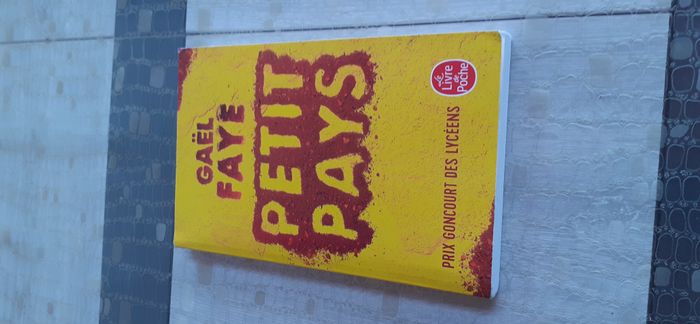 GAËL
FAYE
PETIT
PAYS
PRIX GONCOURT DES LYCÉENS
Le
Livre
de
Poche